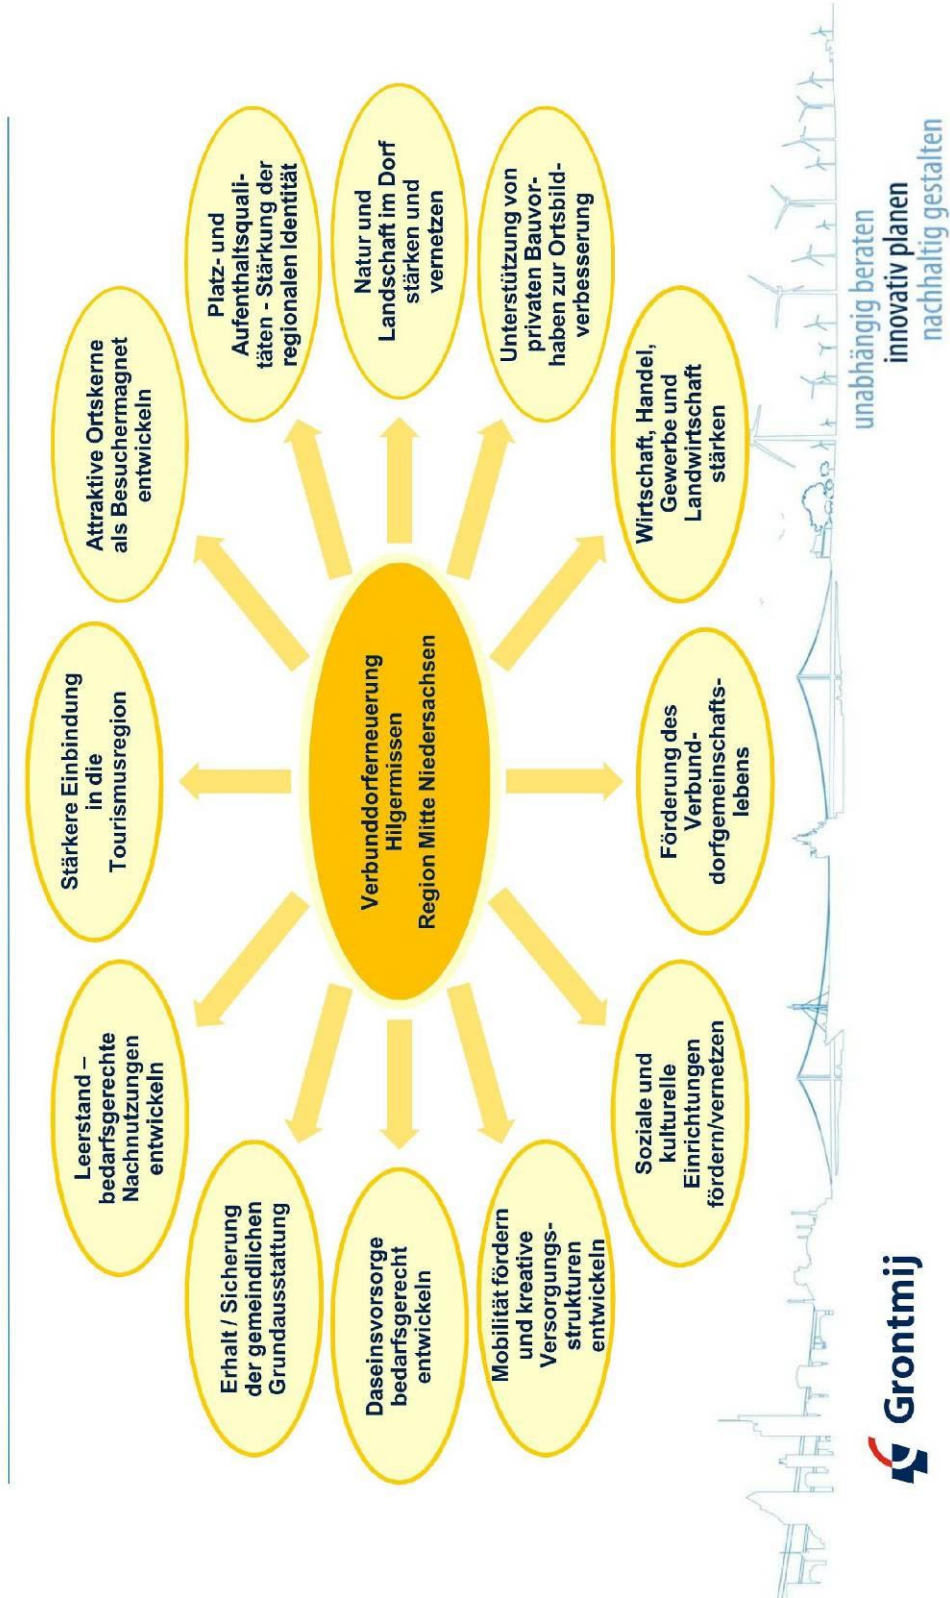 Stärkere Einbindung
in die
Tourismusregion
Attraktive Ortskerne
als Besuchermagnet
entwickeln
Platz- und
Aufenthaltsquali-
täten - Stärkung der
regionalen Identität
Natur und
Landschaft im Dorf
stärken und
vernetzen
Unterstützung von
privaten Bauvor-
haben zur Ortsbild-
verbesserung
Wirtschaft, Handel,
Gewerbe und
Landwirtschaft
stärken
Förderung des
Verbund-
dorfgemeinschafts-
lebens
Soziale und
kulturelle
Einrichtungen
fördern/vernetzen
Mobilität fördern
und kreative
Versorgungs-
strukturen
entwickeln
Daseinsvorsorge
bedarfsgerecht
entwickeln
Erhalt / Sicherung
der gemeindlichen
Grundausstattung
Leerstand –
bedarfsgerechte
Nachnutzungen
entwickeln
Verbunddorferneuerung
Hilgermissen
Region Mitte Niedersachsen
Grontmij
unabhängig beraten
innovativ planen
nachhaltig gestalten